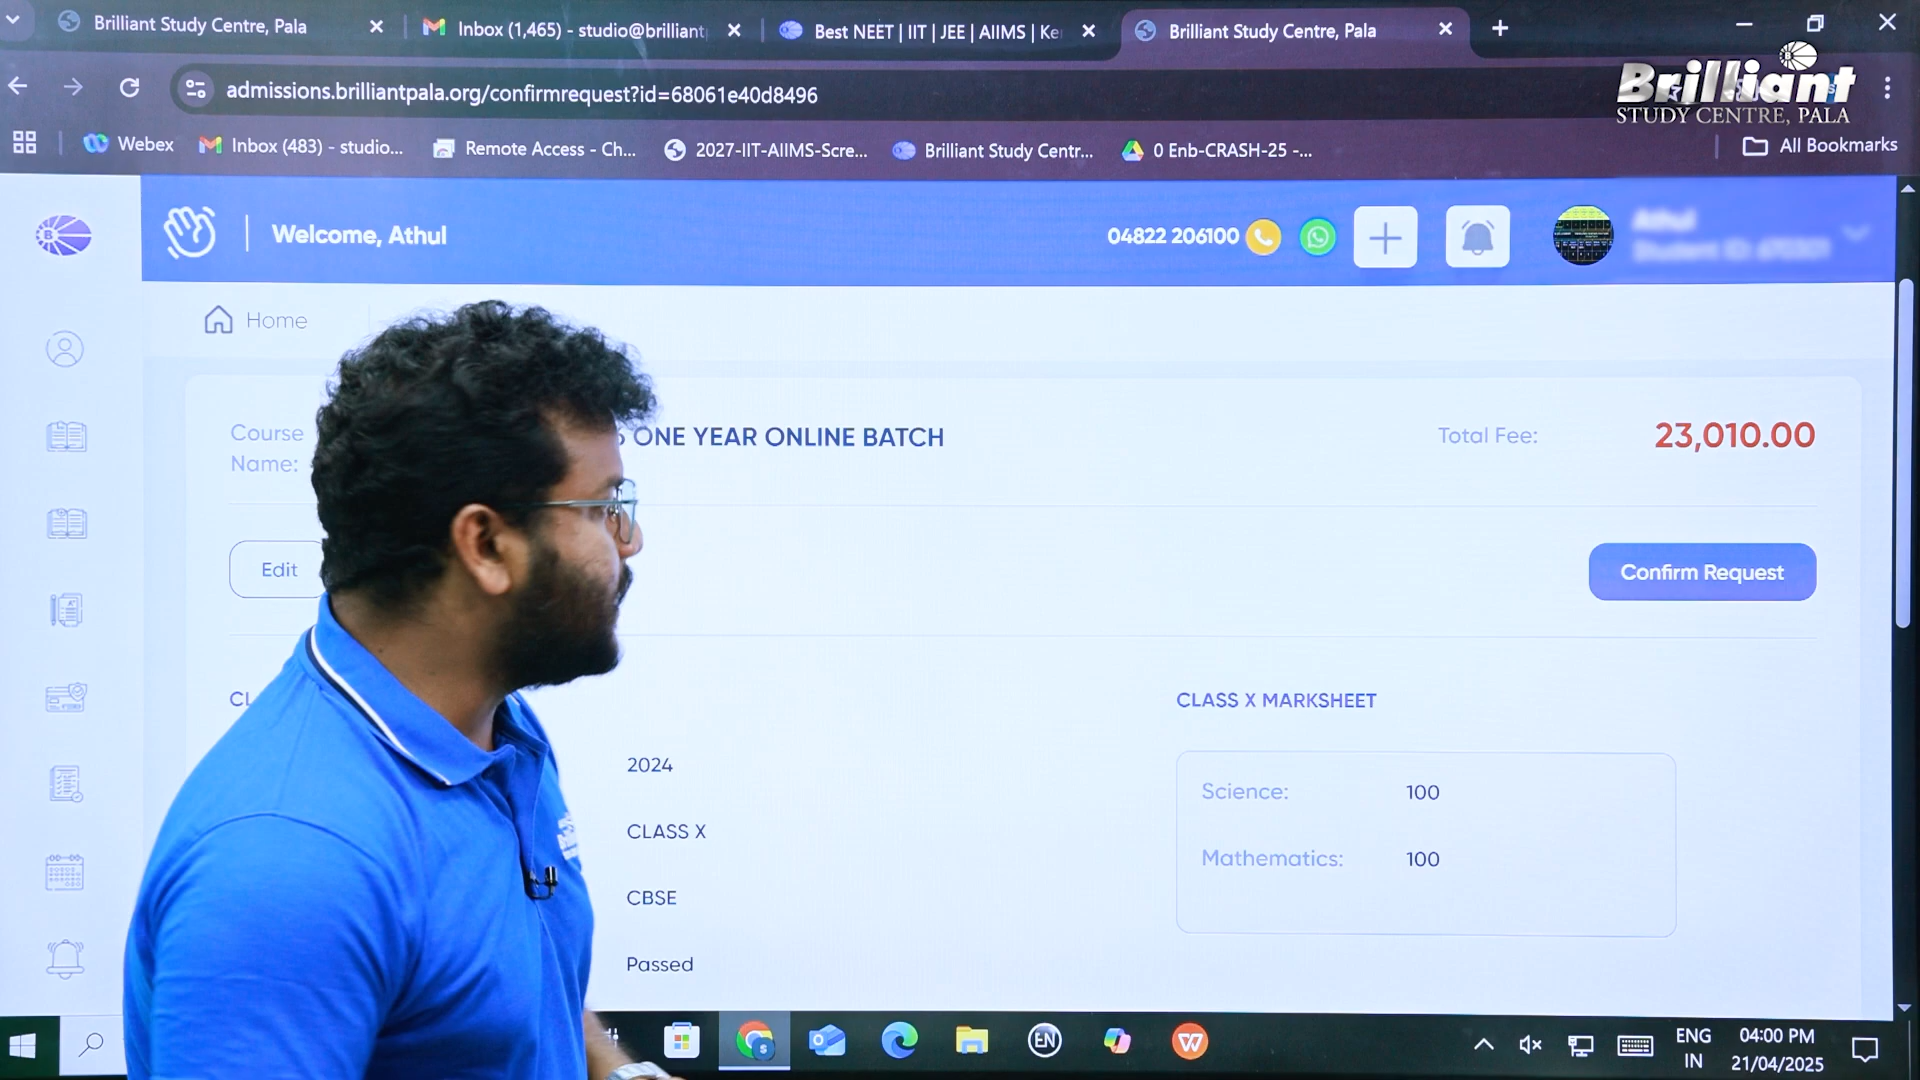 Brilliant Study Centre, Pala
Inbox (1,465) - studio@brilliant
Best NEET | IIT | JEE | AIIMS | Ke
Brilliant Study Centre, Pala
admissions.brilliantpala.org/confirmrequest?id=68061e40d8496
Brilliant
STUDY CENTRE, PALA
Webex
Inbox (483) - studio...
Remote Access - Ch...
2027-IIT-AIIMS-Scre...
Brilliant Study Centr...
0 Enb-CRASH-25 -...
All Bookmarks
Welcome, Athul
04822 206100
Athul
Home
Course
Name:
ONE YEAR ONLINE BATCH
Total Fee:
23,010.00
Edit
Confirm Request
CL
CLASS X MARKSHEET
2024
Science: 100
CLASS X
Mathematics: 100
CBSE
Passed
EN
ENG
IN
04:00 PM
21/04/2025